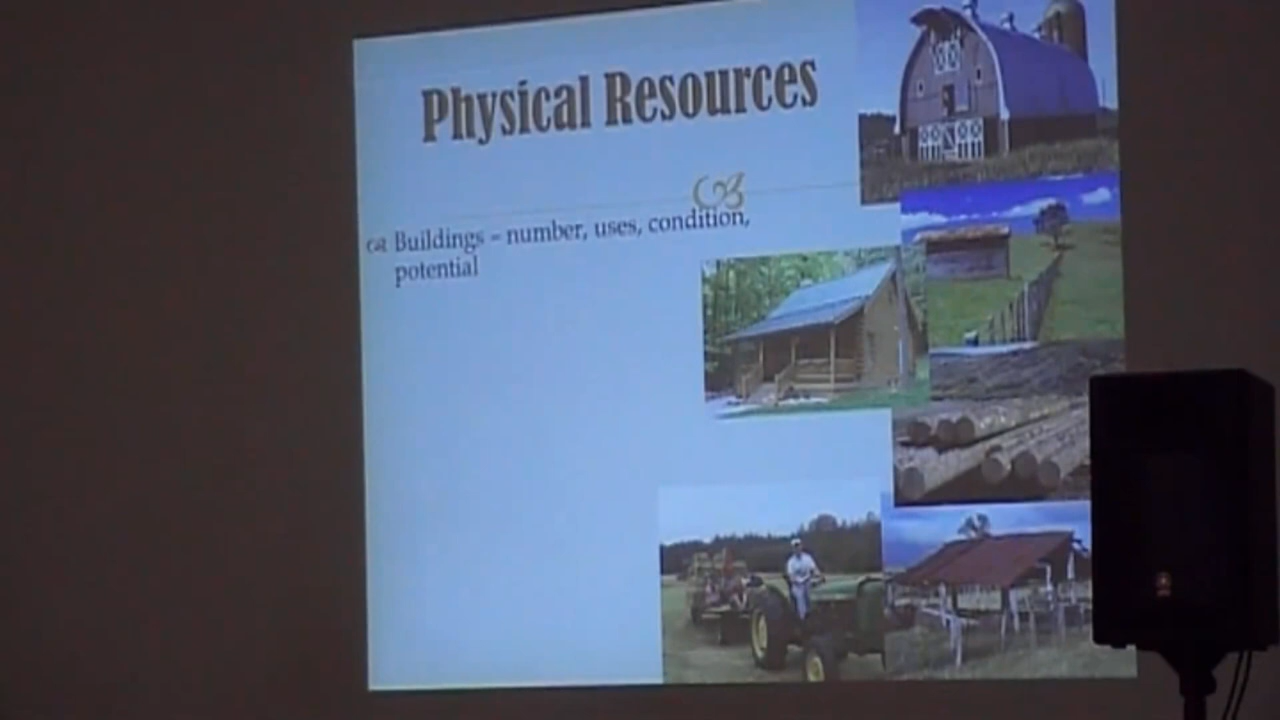 Physical Resources
Buildings – number, uses, condition,
potential